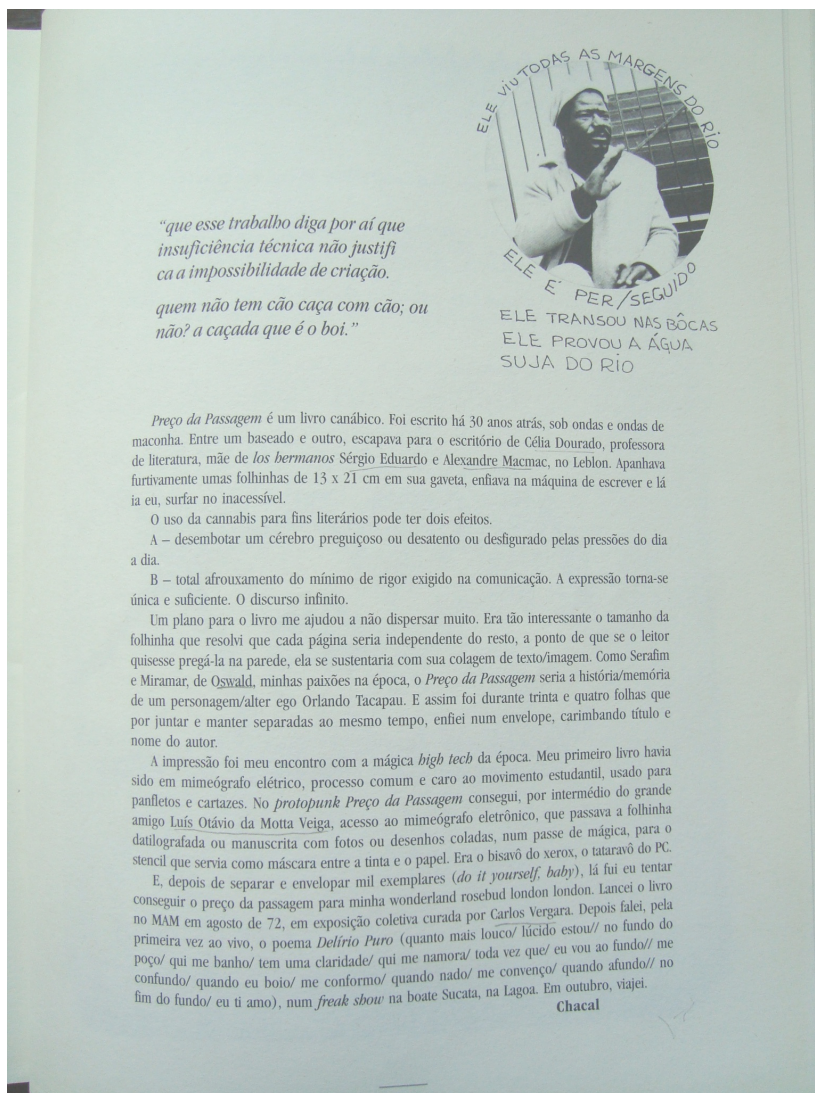 ELE VIU TODAS AS MARGENS DO RIO
ELE É PER/SEGUIDO
ELE TRANSOU NAS BÔCAS
ELE PROVOU A ÁGUA
SUJA DO RIO
“que esse trabalho diga por aí que
insuficiência técnica não justifi
ca a impossibilidade de criação.
quem não tem cão caça com cão; ou
não? a caçada que é o boi.”
Preço da Passagem é um livro canábico. Foi escrito há 30 anos atrás, sob ondas e ondas de
maconha. Entre um baseado e outro, escapava para o escritório de Célia Dourado, professora
de literatura, mãe de los hermanos Sérgio Eduardo e Alexandre Macmac, no Leblon. Apanhava
furtivamente umas folhinhas de 13 x 21 cm em sua gaveta, enfiava na máquina de escrever e lá
ia eu, surfar no inacessível.
O uso da cannabis para fins literários pode ter dois efeitos.
A – desembotar um cérebro preguiçoso ou desatento ou desfigurado pelas pressões do dia
a dia.
B – total afrouxamento do mínimo de rigor exigido na comunicação. A expressão torna-se
única e suficiente. O discurso infinito.
Um plano para o livro me ajudou a não dispersar muito. Era tão interessante o tamanho da
folhinha que resolvi que cada página seria independente do resto, a ponto de que se o leitor
quisesse pregá-la na parede, ela se sustentaria com sua colagem de texto/imagem. Como Serafim
e Miramar, de Oswald, minhas paixões na época, o Preço da Passagem seria a história/memória
de um personagem/alter ego Orlando Tacapau. E assim foi durante trinta e quatro folhas que
por juntar e manter separadas ao mesmo tempo, enfiei num envelope, carimbando título e
nome do autor.
A impressão foi meu encontro com a mágica high tech da época. Meu primeiro livro havia
sido em mimeógrafo elétrico, processo comum e caro ao movimento estudantil, usado para
panfletos e cartazes. No protopunk Preço da Passagem consegui, por intermédio do grande
amigo Luís Otávio da Motta Veiga, acesso ao mimeógrafo eletrônico, que passava a folhinha
datilografada ou manuscrita com fotos ou desenhos coladas, num passe de mágica, para o
stencil que servia como máscara entre a tinta e o papel. Era o bisavô do xerox, o tataravô do PC.
E, depois de separar e envelopar mil exemplares (do it yourself, baby), lá fui eu tentar
conseguir o preço da passagem para minha wonderland rosebud london london. Lancei o livro
no MAM em agosto de 72, em exposição coletiva curada por Carlos Vergara. Depois falei, pela
primeira vez ao vivo, o poema Delírio Puro (quanto mais louco/ lúcido estou// no fundo do
poço/ qui me banho/ tem uma claridade/ qui me namora/ toda vez que/ eu vou ao fundo// me
confundo/ quando eu boio/ me conformo/ quando nado/ me convenço/ quando afundo// no
fim do fundo/ eu ti amo), num freak show na boate Sucata, na Lagoa. Em outubro, viajei.
Chacal